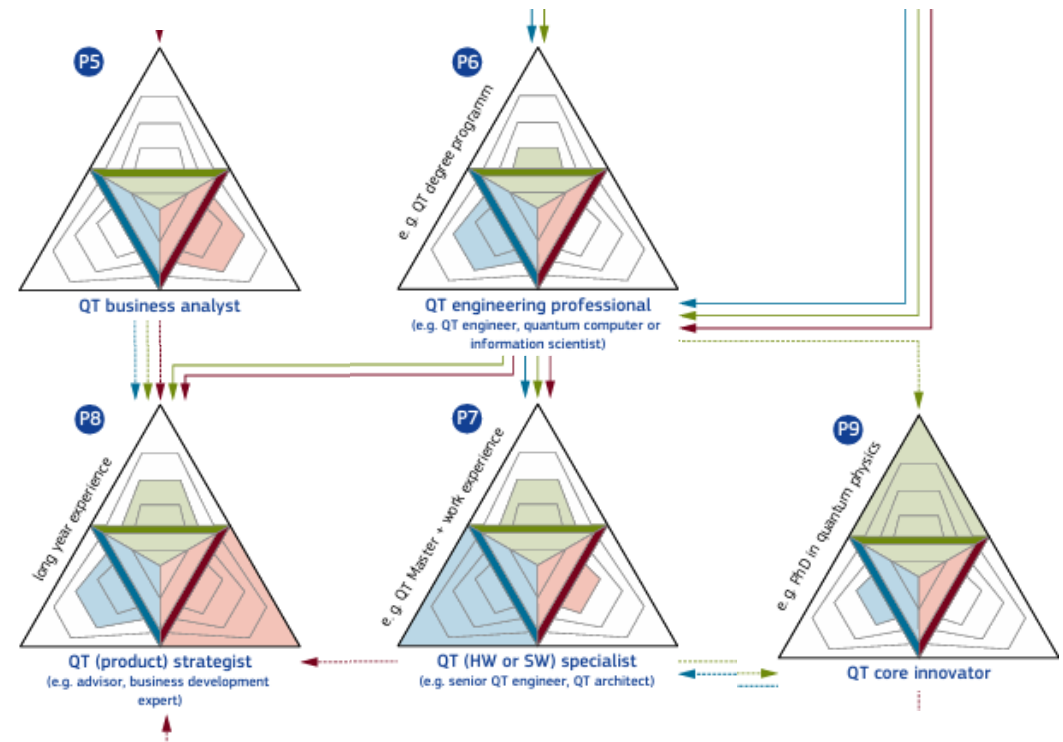 P5
QT business analyst
P6
e. g. QT degree programm
QT engineering professional
(e.g. QT engineer, quantum computer or
information scientist)
P8
long year experience
QT (product) strategist
(e.g. advisor, business development
expert)
P7
e. g. QT Master + work experience
QT (HW or SW) specialist
(e.g. senior QT engineer, QT architect)
P9
e. g. PhD in quantum physics
QT core innovator